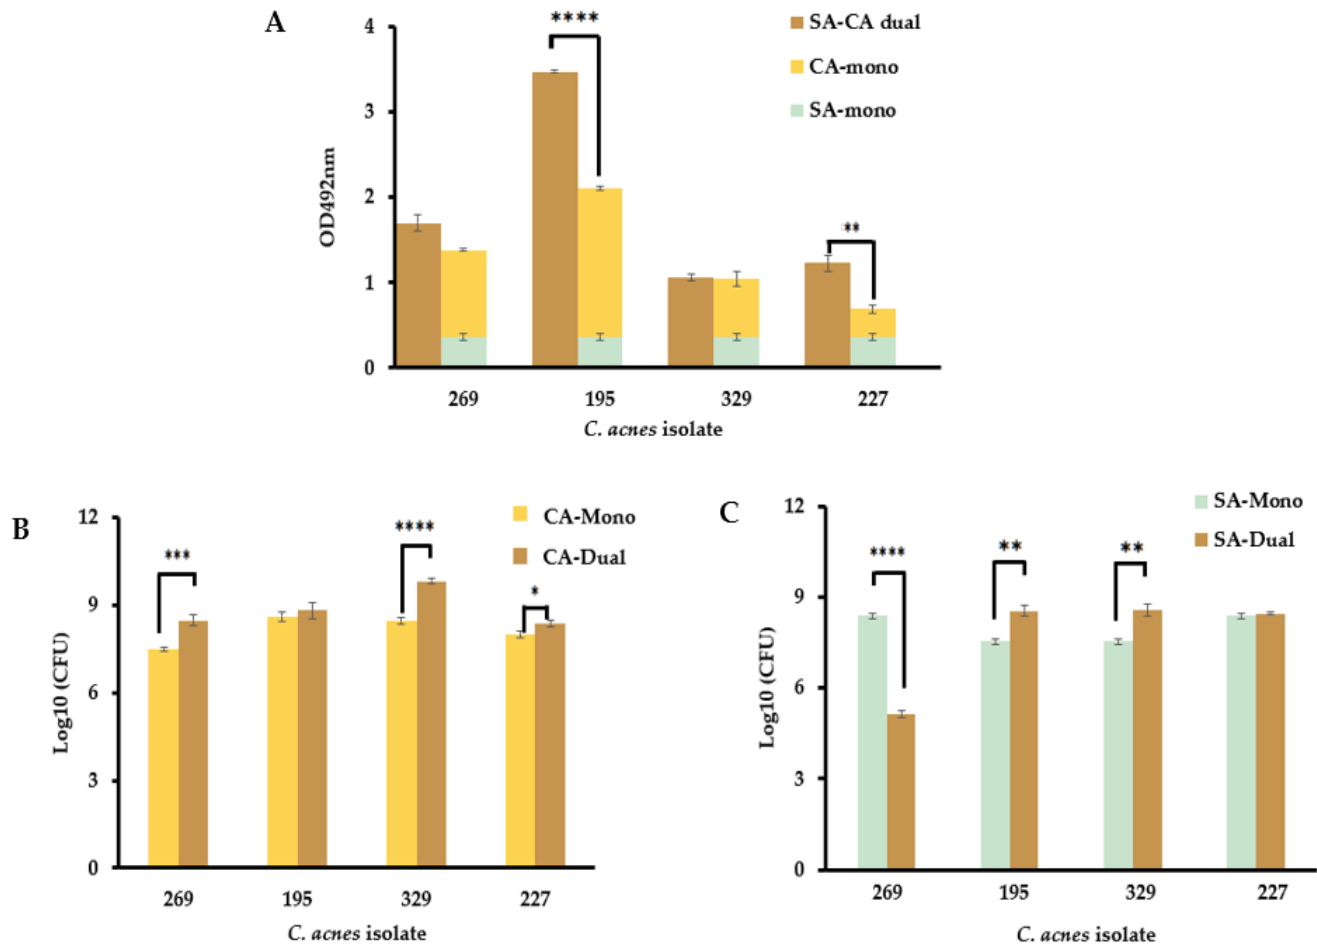 A
4
3
2
1
0
OD492nm
****
**
SA-CA dual
CA-mono
SA-mono
269 195 329 227
C. acnes isolate
B
12
9
6
3
0
Log10 (CFU)
***
****
*
CA-Mono
CA-Dual
269 195 329 227
C. acnes isolate
C
12
9
6
3
0
Log10 (CFU)
****
**
**
SA-Mono
SA-Dual
269 195 329 227
C. acnes isolate